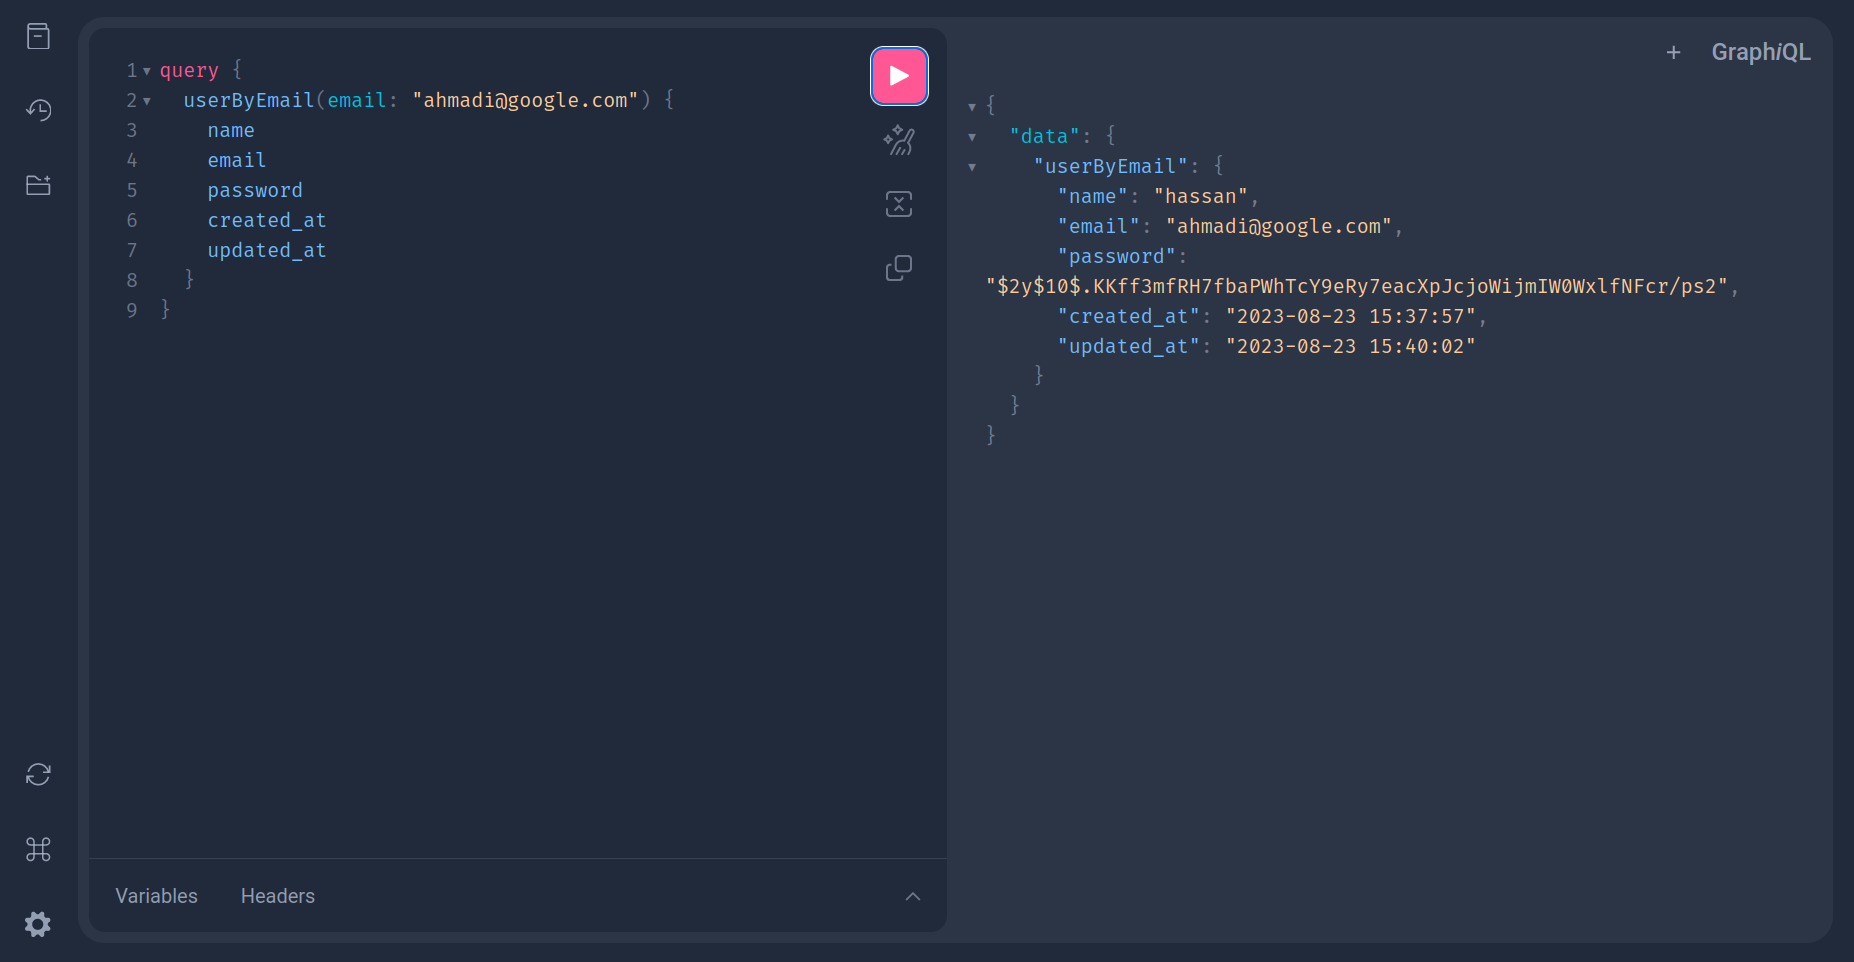 1 query {
2 userByEmail(email: "ahmadi@google.com") {
3 name
4 email
5 password
6 created_at
7 updated_at
8 }
9 }
Variables Headers
+ GraphiQL
{
"data": {
"userByEmail": {
"name": "hassan",
"email": "ahmadi@google.com",
"password":
"$2y$10$.KKff3mfRH7fbaPWhTcY9eRy7eacXpJcjoWijmIW0WxlfNFcr/ps2",
"created_at": "2023-08-23 15:37:57",
"updated_at": "2023-08-23 15:40:02"
}
}
}